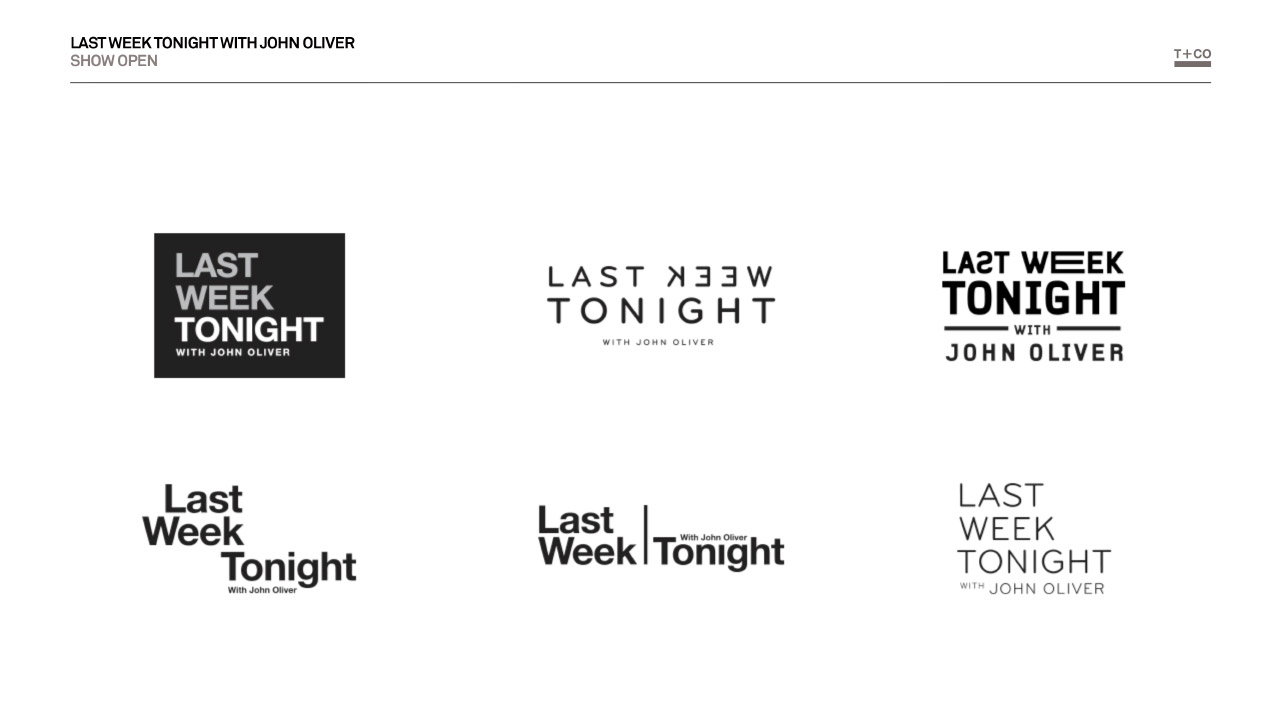 LAST WEEK TONIGHT WITH JOHN OLIVER
SHOW OPEN
T+CO
LAST
WEEK
TONIGHT
WITH JOHN OLIVER
LAST WEEK
TONIGHT
WITH JOHN OLIVER
LAST WEEK
TONIGHT
WITH
JOHN OLIVER
Last
Week
Tonight
With John Oliver
Last
Week
With John Oliver
Tonight
LAST
WEEK
TONIGHT
WITH JOHN OLIVER